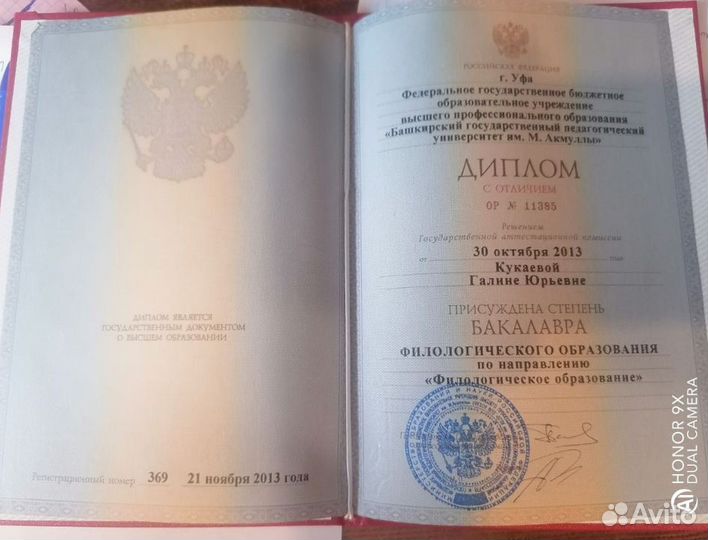 ДИПЛОМ ЯВЛЯЕТСЯ
ГОСУДАРСТВЕННЫМ ДОКУМЕНТОМ
О ВЫСШЕМ ОБРАЗОВАНИИ
Регистрационный номер 369 21 ноября 2013 года
РОССИЙСКАЯ ФЕДЕРАЦИЯ
г. Уфа
Федеральное государственное бюджетное
образовательное учреждение
высшего профессионального образования
«Башкирский государственный педагогический
университет им. М. Акмуллы»
ДИПЛОМ
С ОТЛИЧИЕМ
ОР № 11385
Решением
Государственной аттестационной комиссии
от 30 октября 2013 года
Кукаевой
Галине Юрьевне
ПРИСУЖДЕНА СТЕПЕНЬ
БАКАЛАВРА
ФИЛОЛОГИЧЕСКОГО ОБРАЗОВАНИЯ
по направлению
«Филологическое образование»
HONOR 9X
DUAL CAMERA
Avito